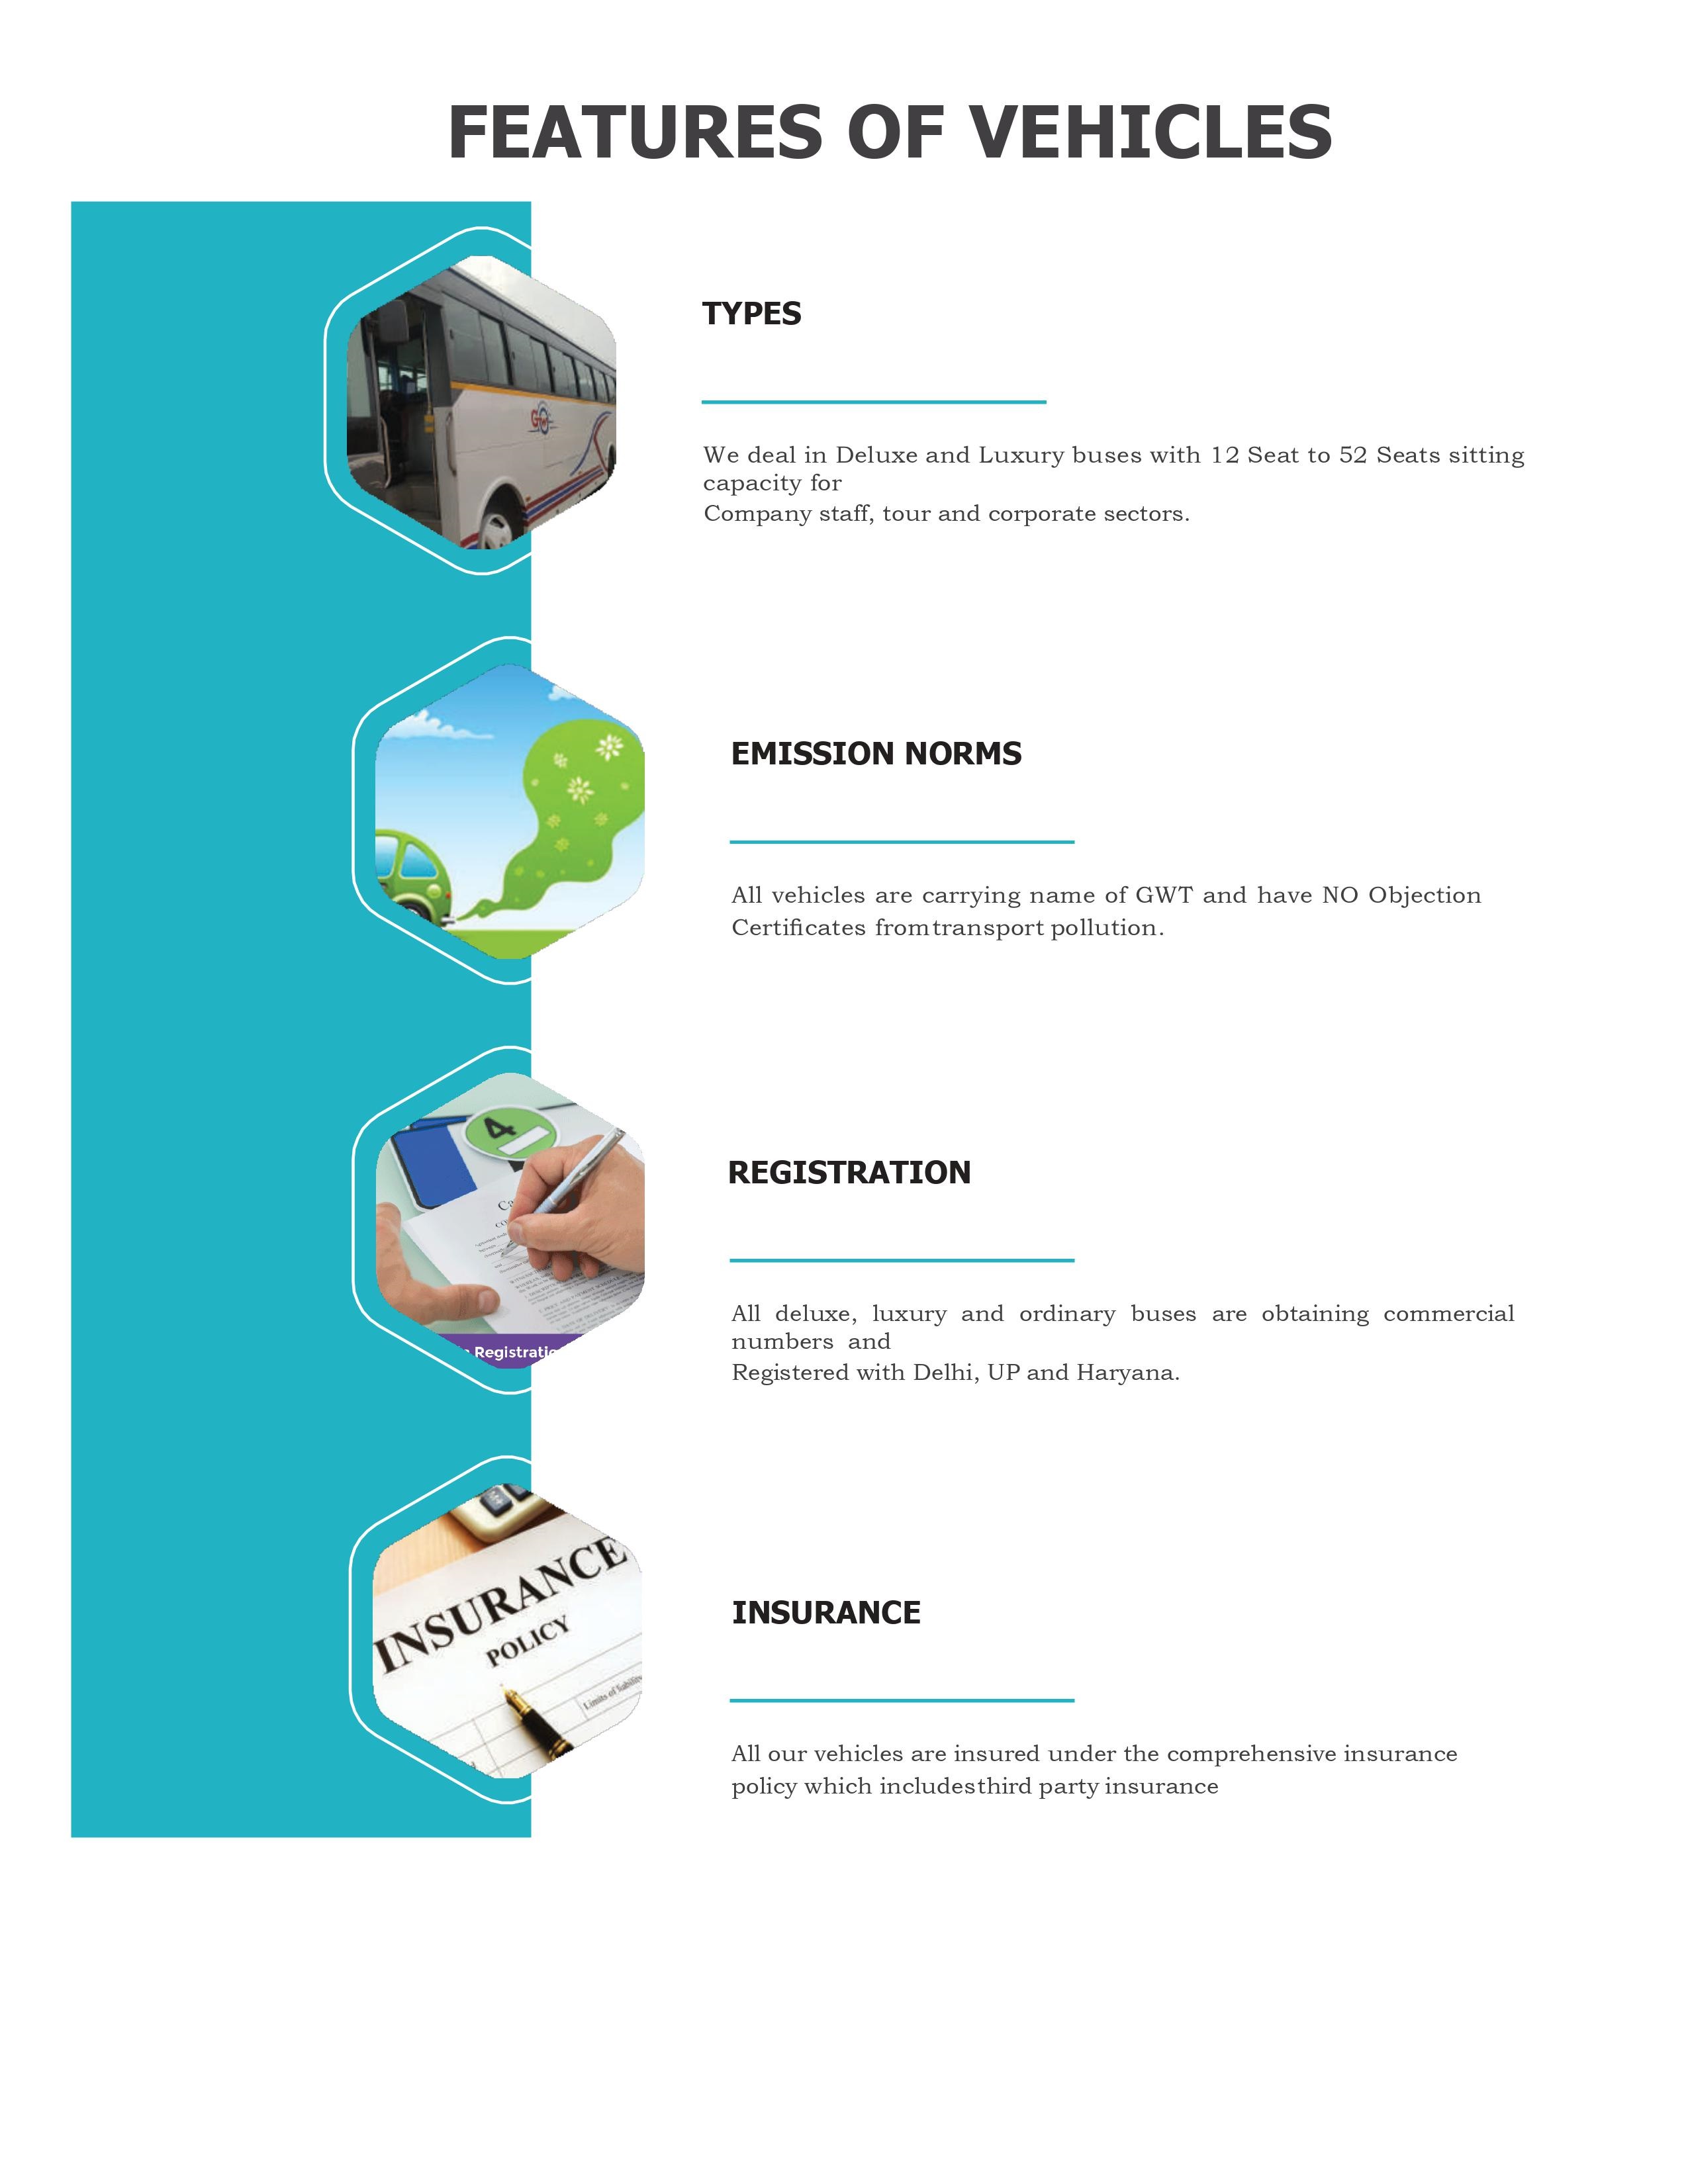 FEATURES OF VEHICLES
TYPES
We deal in Deluxe and Luxury buses with 12 Seat to 52 Seats sitting
capacity for
Company staff, tour and corporate sectors.
EMISSION NORMS
All vehicles are carrying name of GWT and have NO Objection
Certificates fromtransport pollution.
4
Registratio
REGISTRATION
All deluxe, luxury and ordinary buses are obtaining commercial
numbers and
Registered with Delhi, UP and Haryana.
INSURANCE
POLICY
Limits of liability
INSURANCE
All our vehicles are insured under the comprehensive insurance
policy which includesthird party insurance